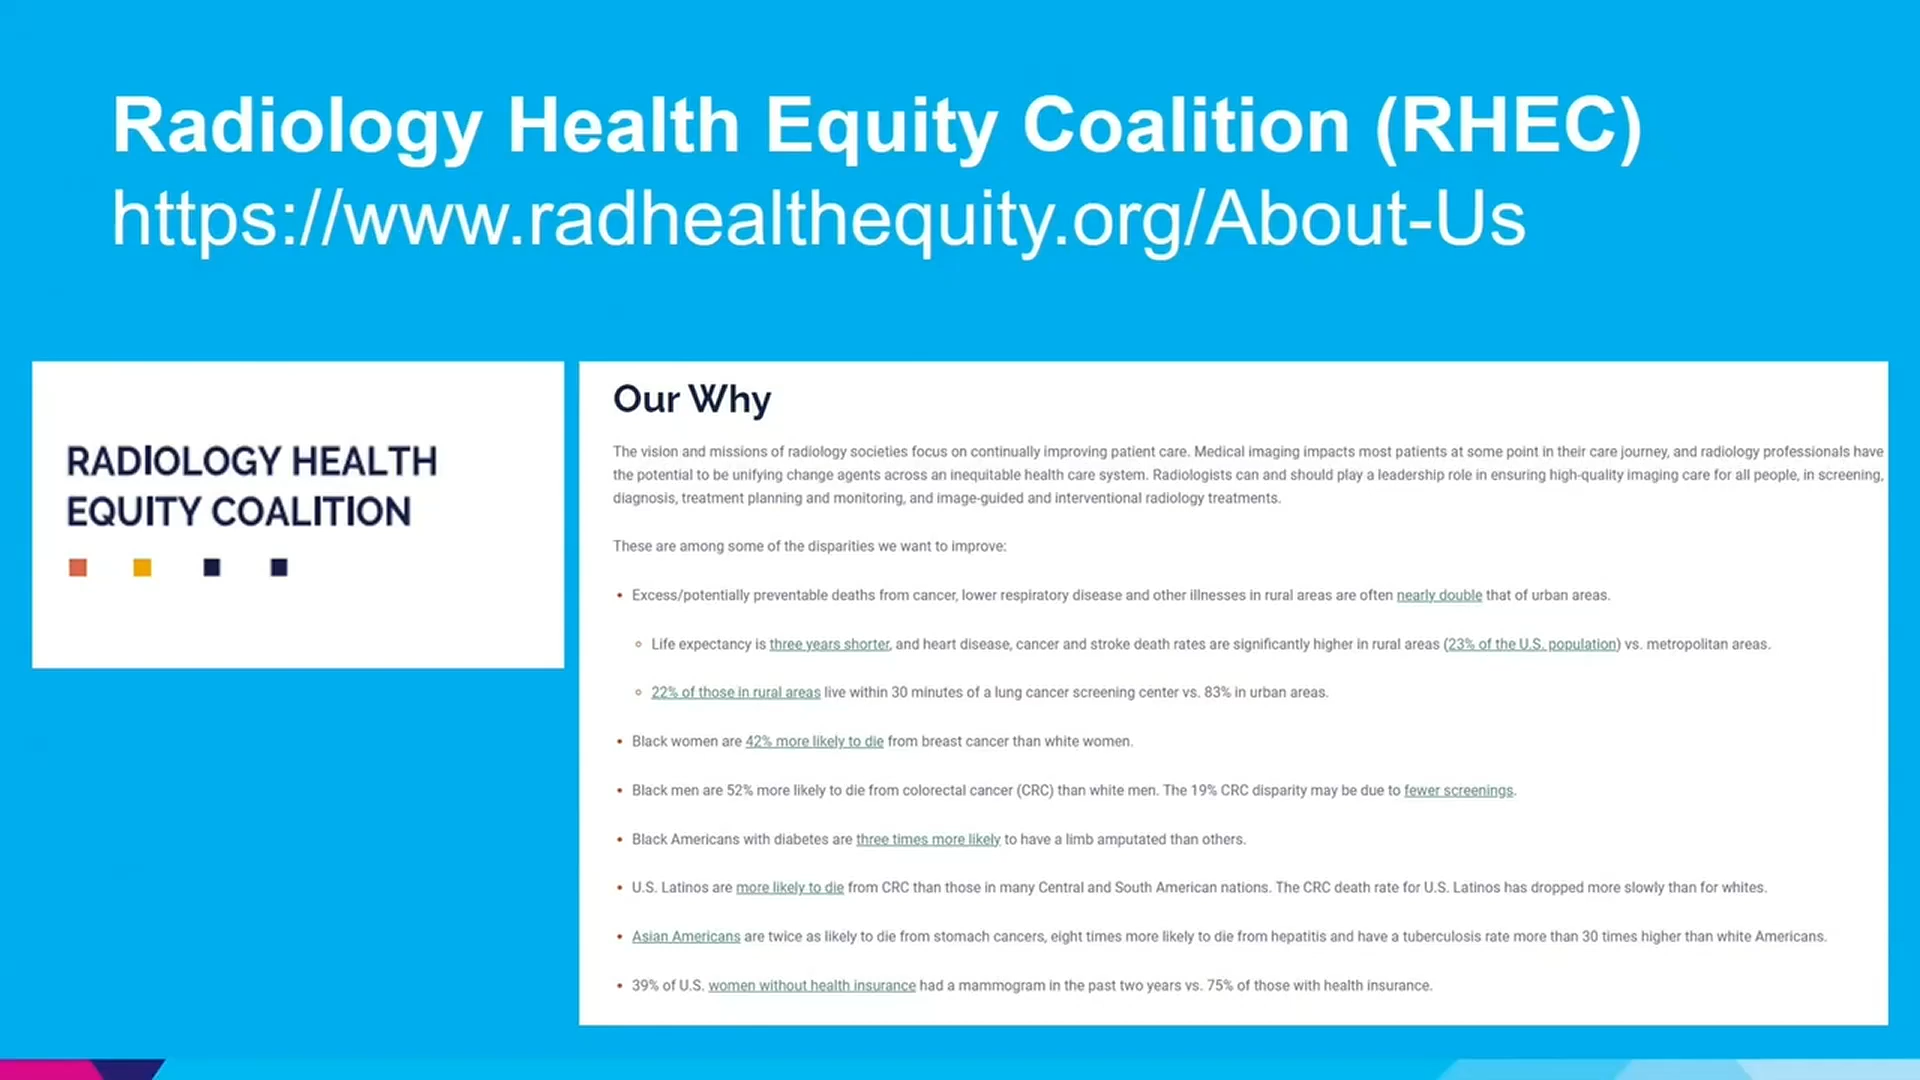 Radiology Health Equity Coalition (RHEC)
https://www.radhealthequity.org/About-Us
RADIOLOGY HEALTH
EQUITY COALITION
Our Why
The vision and missions of radiology societies focus on continually improving patient care. Medical imaging impacts most patients at some point in their care journey, and radiology professionals have
the potential to be unifying change agents across an inequitable health care system. Radiologists can and should play a leadership role in ensuring high-quality imaging care for all people, in screening,
diagnosis, treatment planning and monitoring, and image-guided and interventional radiology treatments.
These are among some of the disparities we want to improve:
• Excess/potentially preventable deaths from cancer, lower respiratory disease and other illnesses in rural areas are often nearly double that of urban areas.
◦ Life expectancy is three years shorter, and heart disease, cancer and stroke death rates are significantly higher in rural areas (23% of the U.S. population) vs. metropolitan areas.
◦ 22% of those in rural areas live within 30 minutes of a lung cancer screening center vs. 83% in urban areas.
• Black women are 42% more likely to die from breast cancer than white women.
• Black men are 52% more likely to die from colorectal cancer (CRC) than white men. The 19% CRC disparity may be due to fewer screenings.
• Black Americans with diabetes are three times more likely to have a limb amputated than others.
• U.S. Latinos are more likely to die from CRC than those in many Central and South American nations. The CRC death rate for U.S. Latinos has dropped more slowly than for whites.
• Asian Americans are twice as likely to die from stomach cancers, eight times more likely to die from hepatitis and have a tuberculosis rate more than 30 times higher than white Americans.
• 39% of U.S. women without health insurance had a mammogram in the past two years vs. 75% of those with health insurance.